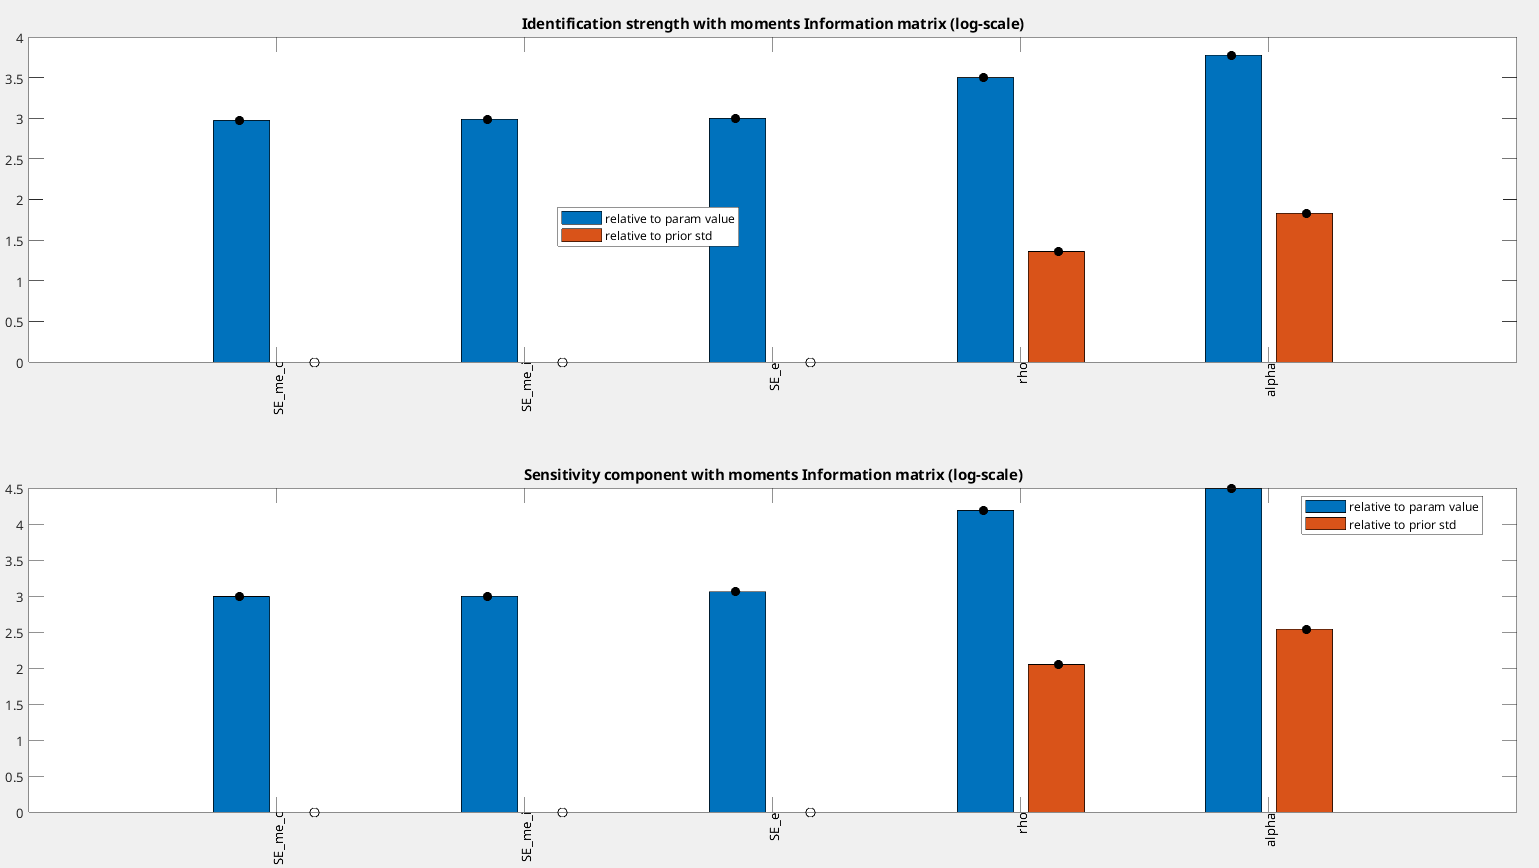 Identification strength with moments Information matrix (log-scale)
4
3.5
3
2.5
2
1.5
1
0.5
0
relative to param value
relative to prior std
SE_me_c
SE_me_i
SE_e
rho
alpha
Sensitivity component with moments Information matrix (log-scale)
4.5
4
3.5
3
2.5
2
1.5
1
0.5
0
relative to param value
relative to prior std
SE_me_c
SE_me_i
SE_e
rho
alpha